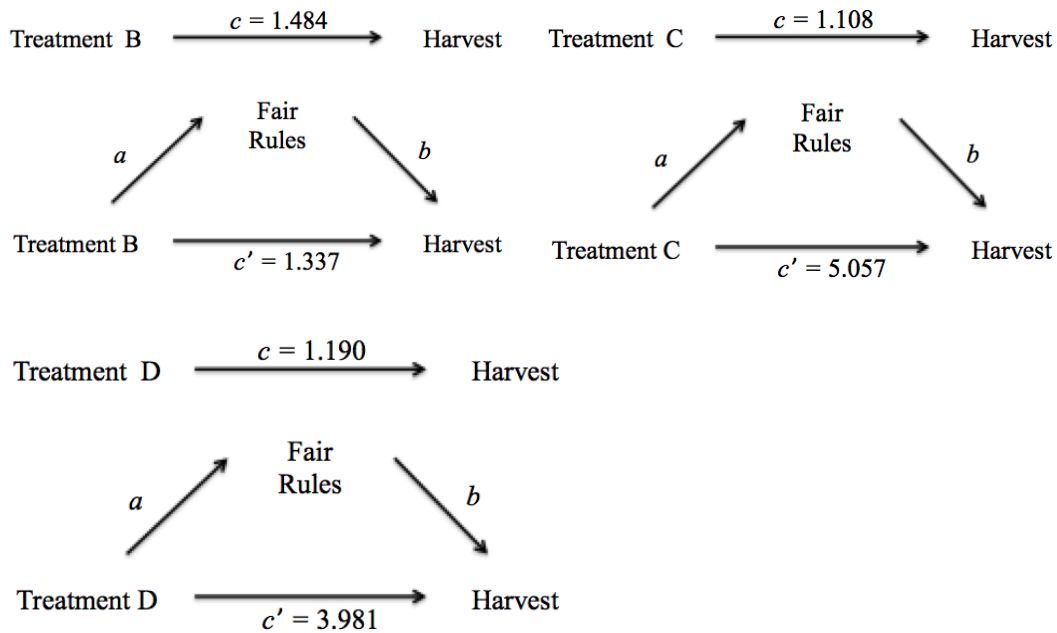 c = 1.484
Treatment B
Harvest
Fair
Rules
a
b
Treatment B
Harvest
c' = 1.337
c = 1.108
Treatment C
Harvest
Fair
Rules
a
b
Treatment C
Harvest
c' = 5.057
c = 1.190
Treatment D
Harvest
Fair
Rules
a
b
Treatment D
Harvest
c' = 3.981